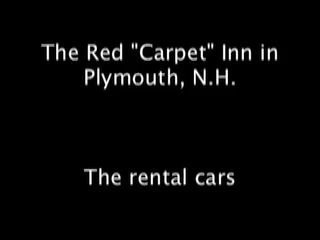 The Red "Carpet" Inn in
Plymouth, N.H.
The rental cars